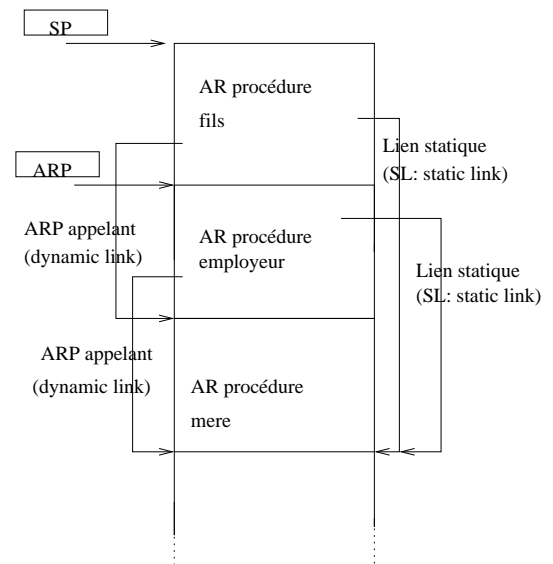 SP
AR procédure
fils
Lien statique
(SL: static link)
ARP
ARP appelant
(dynamic link)
AR procédure
employeur
Lien statique
(SL: static link)
ARP appelant
(dynamic link)
AR procédure
mere